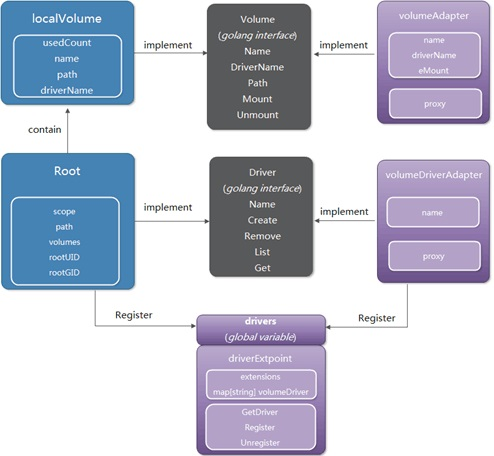 localVolume
usedCount
name
path
driverName
implement
Volume
(golang interface)
Name
DriverName
Path
Mount
Unmount
implement
volumeAdapter
name
driverName
eMount
proxy
contain
Root
scope
path
volumes
rootUID
rootGID
implement
Driver
(golang interface)
Name
Create
Remove
List
Get
implement
volumeDriverAdapter
name
proxy
Register
drivers
(global variable)
Register
driverExtpoint
extensions
map[string] volumeDriver
GetDriver
Register
Unregister